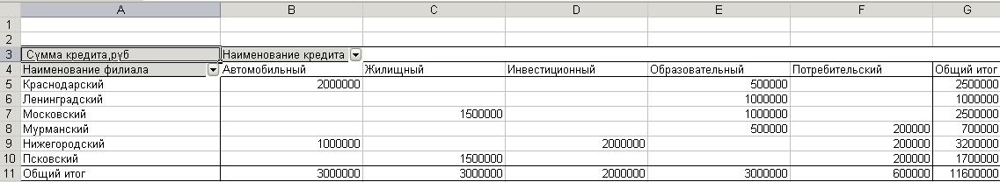 A B C D E F G
1
2
3 Сумма кредита,руб Наименование кредита
4 Наименование филиала Автомобильный Жилищный Инвестиционный Образовательный Потребительский Общий итог
5 Краснодарский 2000000 500000 2500000
6 Ленинградский 1000000 1000000
7 Московский 1500000 1000000 2500000
8 Мурманский 500000 200000 700000
9 Нижегородский 1000000 2000000 200000 3200000
10 Псковский 1500000 200000 1700000
11 Общий итог 3000000 3000000 2000000 3000000 600000 11600000